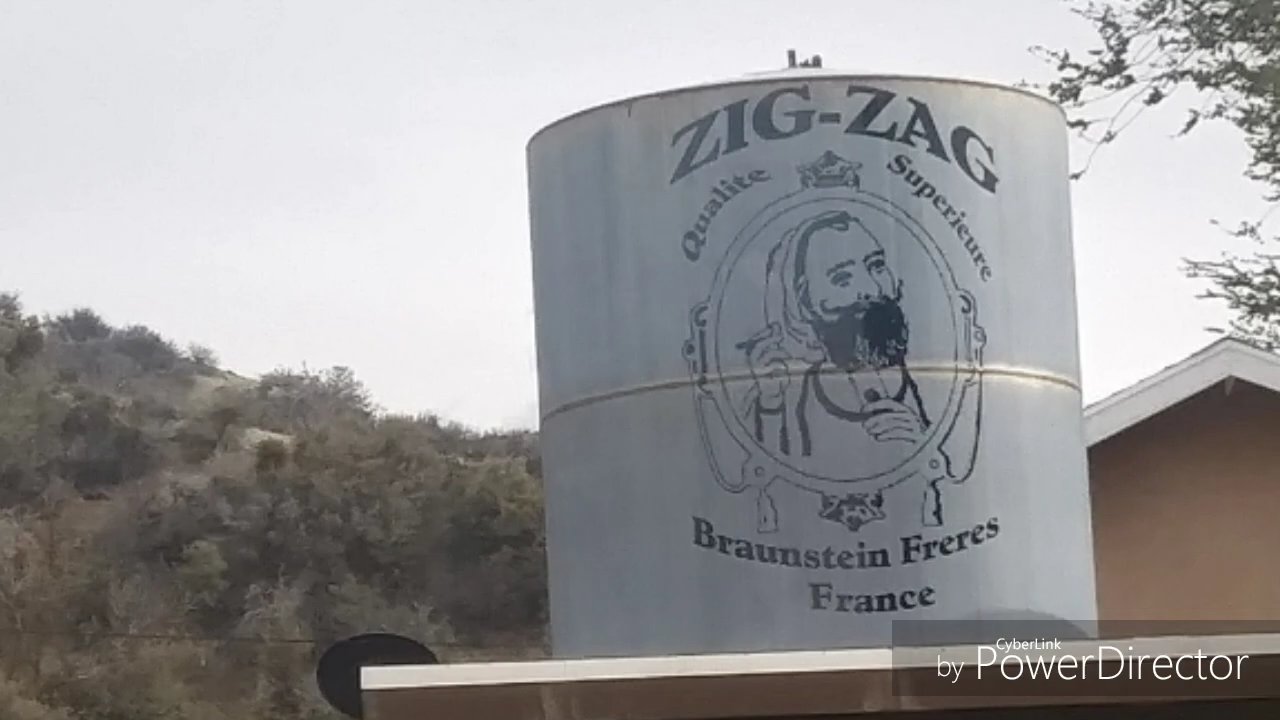 ZIG-ZAG
Qualite Superieure
Braunstein Freres
France
CyberLink
by PowerDirector